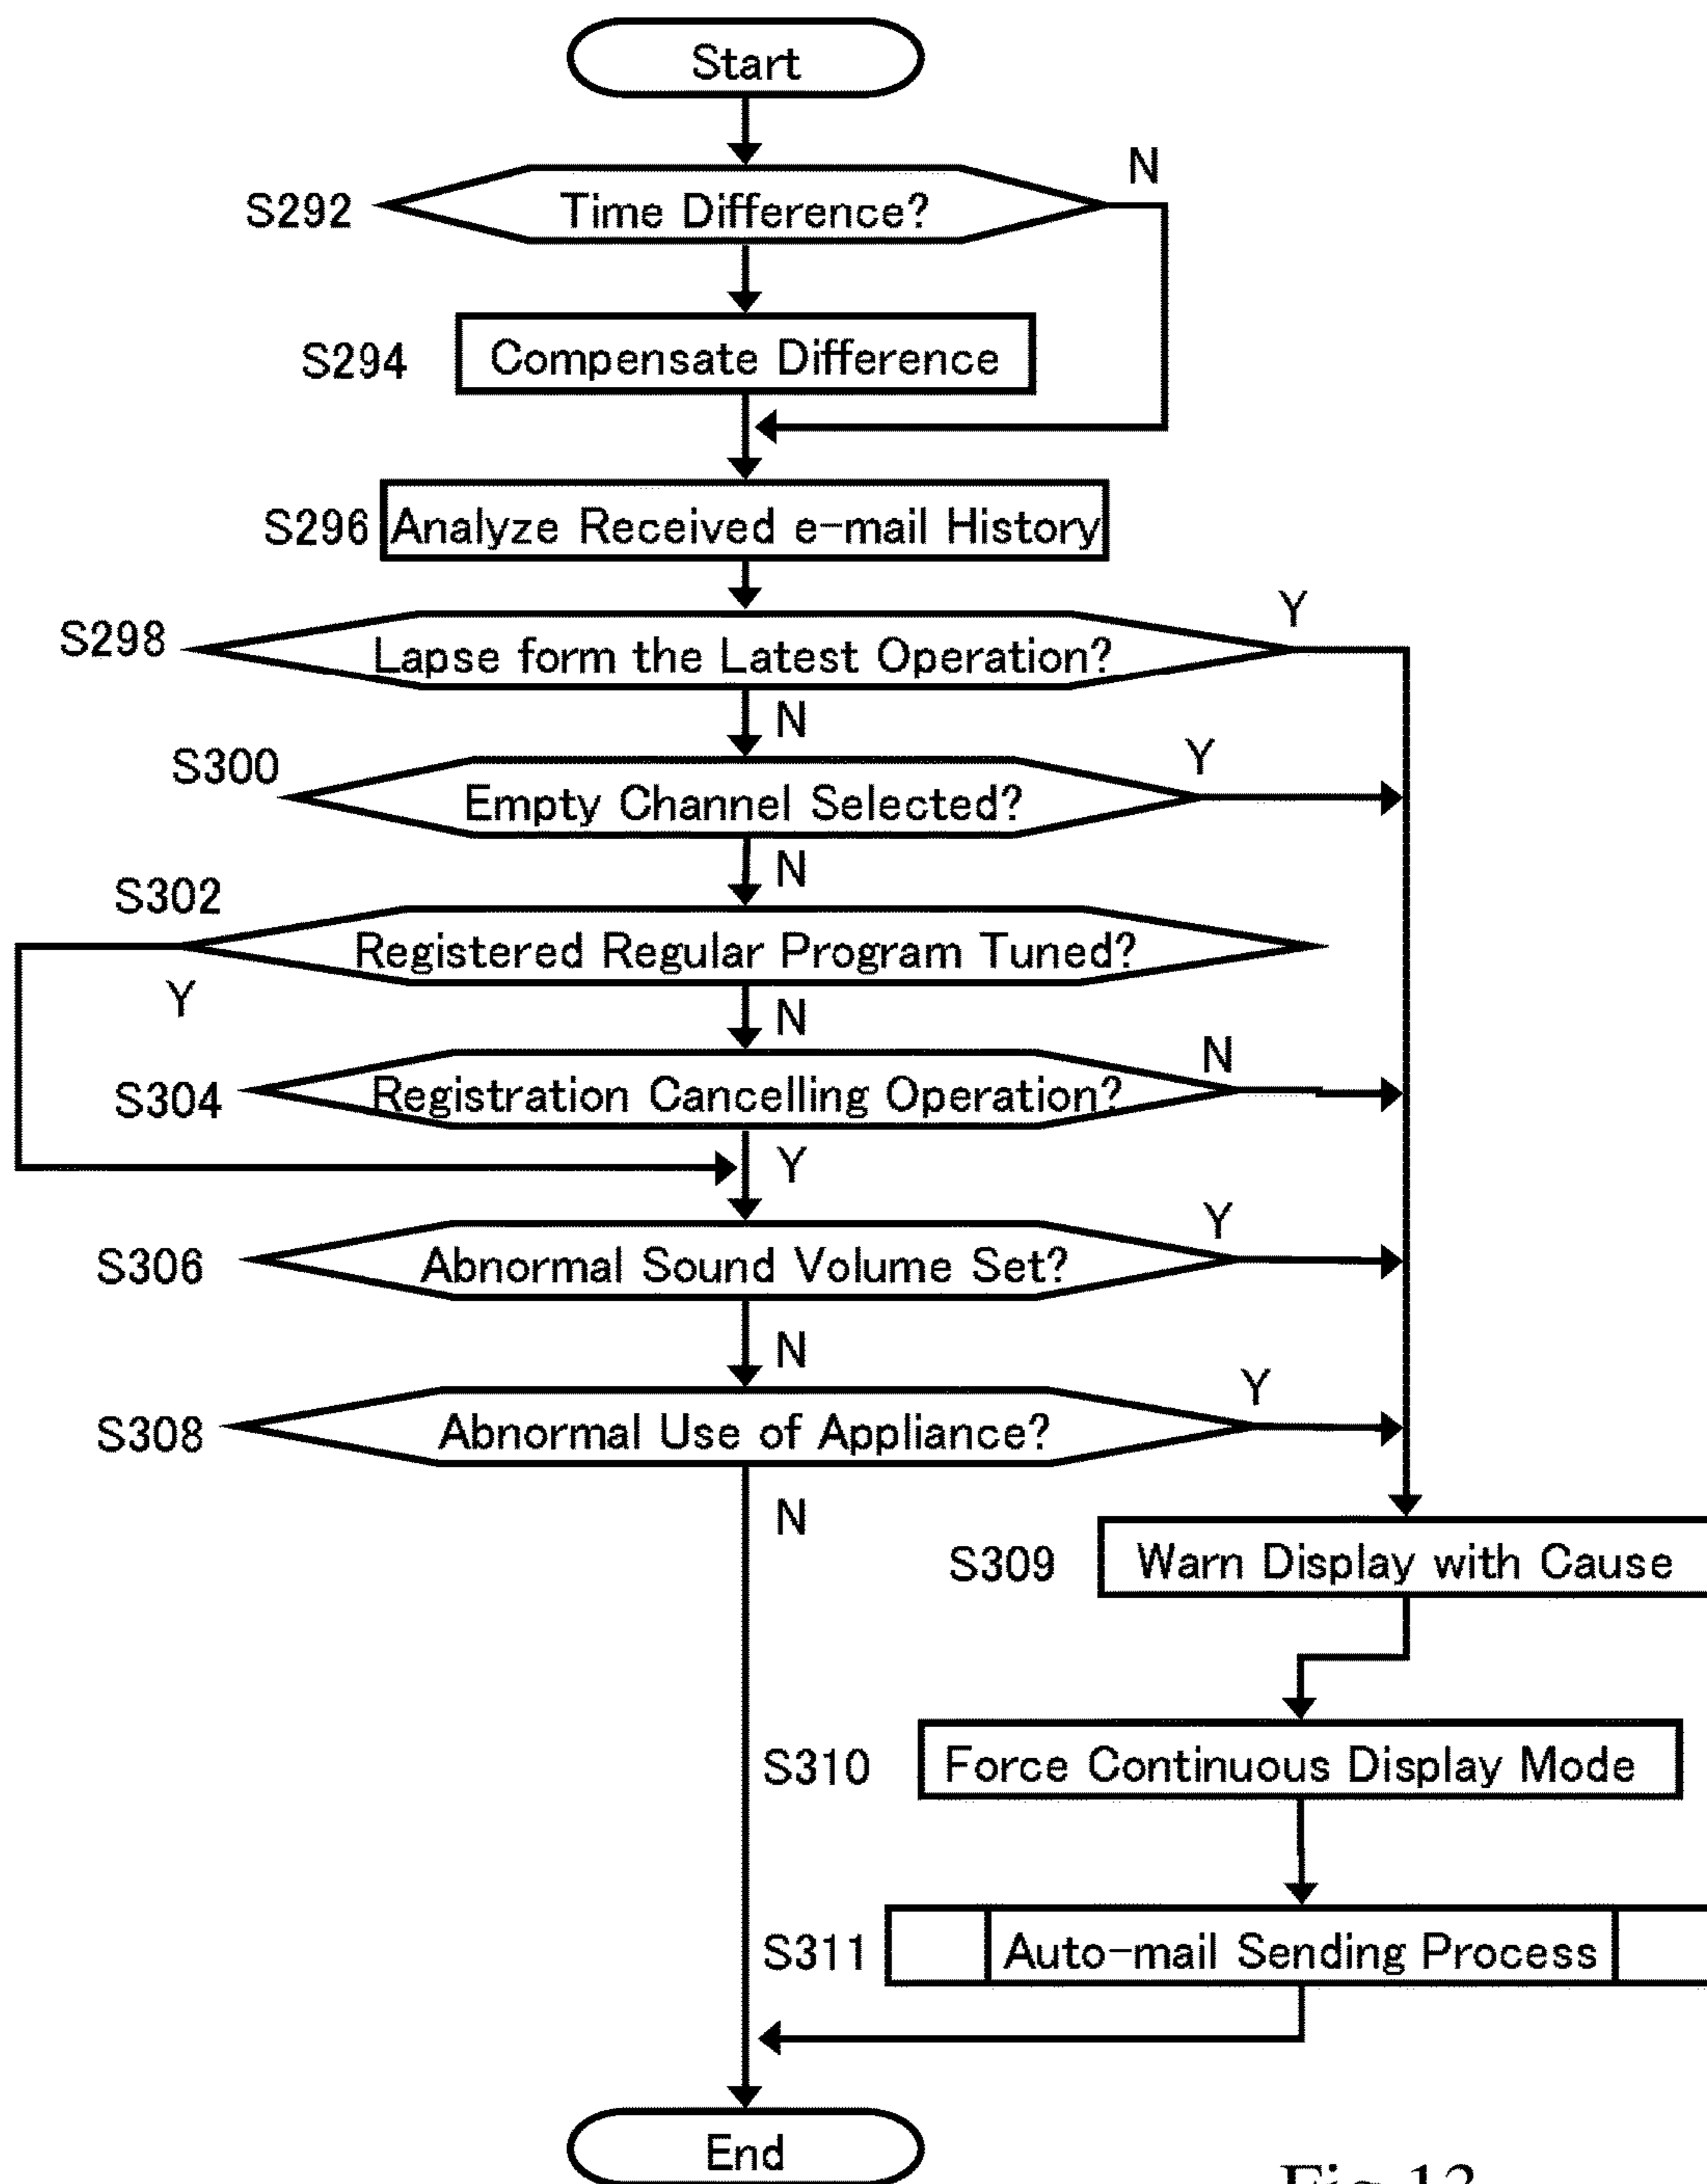 Start
N
S292
Time Difference?
S294
Compensate Difference
S296
Analyze Received e-mail History
Y
S298
Lapse form the Latest Operation?
N
S300
Y
Empty Channel Selected?
N
S302
Registered Regular Program Tuned?
Y
N
N
S304
Registration Cancelling Operation?
Y
Y
S306
Abnormal Sound Volume Set?
N
Y
S308
Abnormal Use of Appliance?
N
S309
Warn Display with Cause
S310
Force Continuous Display Mode
S311
Auto-mail Sending Process
End